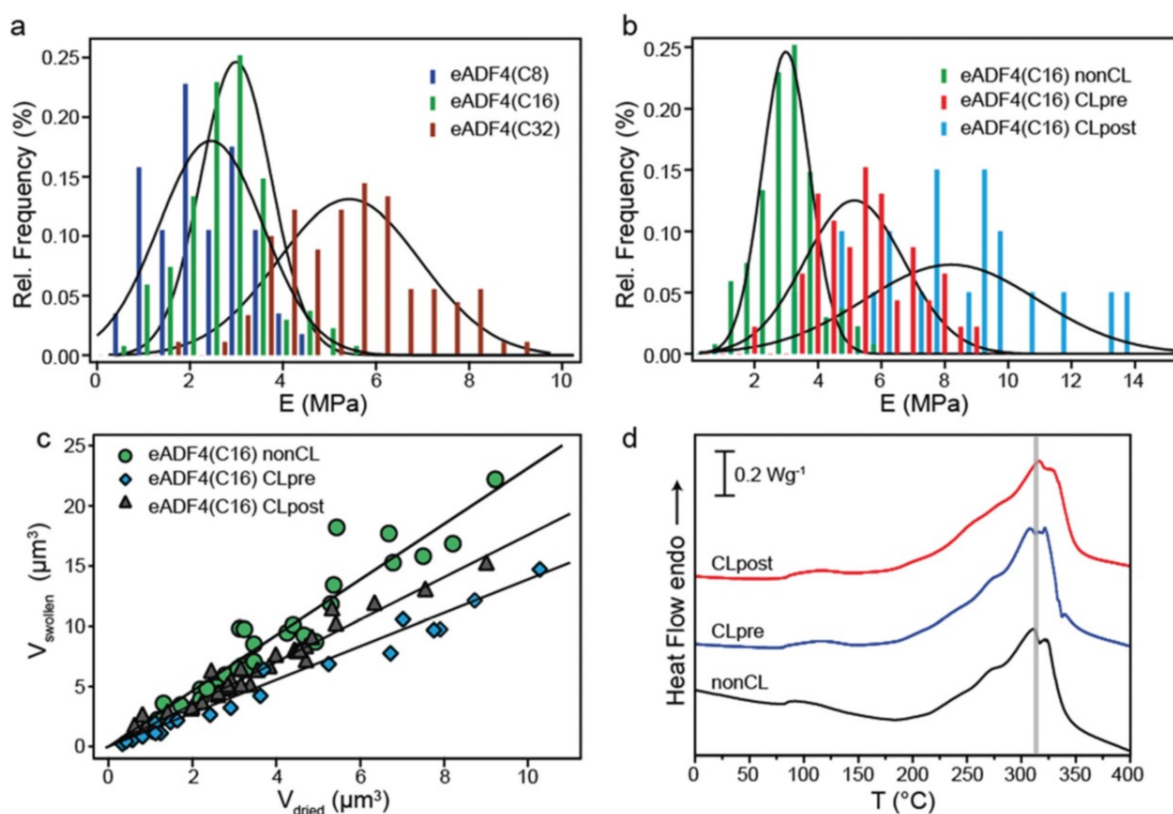 a
0.25
0.20
0.15
0.10
0.05
0.00
Rel. Frequency (%)
eADF4(C8)
eADF4(C16)
eADF4(C32)
0 2 4 6 8 10
E (MPa)
b
0.25
0.20
0.15
0.10
0.05
0.00
Rel. Frequency (%)
eADF4(C16) nonCL
eADF4(C16) CLpre
eADF4(C16) CLpost
2 4 6 8 10 12 14
E (MPa)
c
25
20
15
10
5
0
Vswollen (µm³)
eADF4(C16) nonCL
eADF4(C16) CLpre
eADF4(C16) CLpost
0 2 4 6 8 10
Vdried (µm³)
d
0.2 Wg⁻¹
Heat Flow endo →
CLpost
CLpre
nonCL
0 50 100 150 200 250 300 350 400
T (°C)